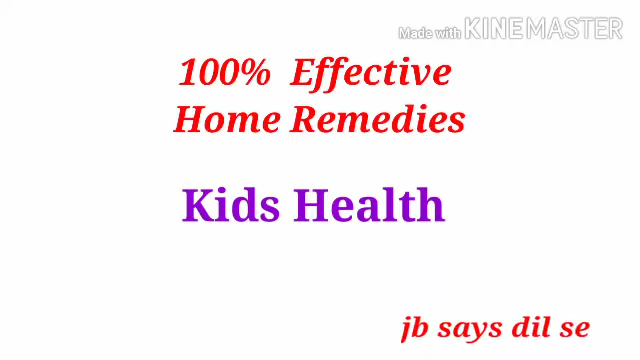 Made with KINEMASTER
100% Effective
Home Remedies
Kids Health
jb says dil se